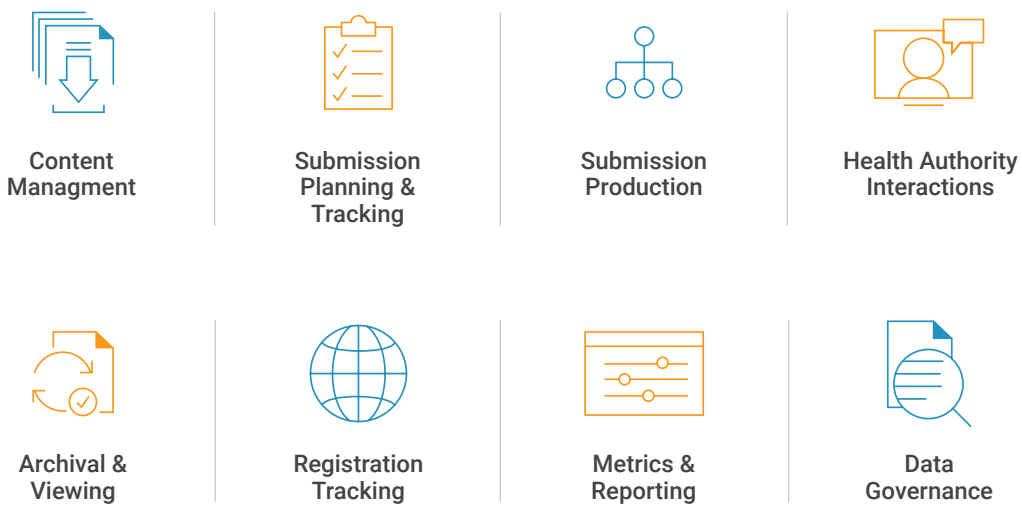 Content
Managment
Submission
Planning &
Tracking
Submission
Production
Health Authority
Interactions
Archival &
Viewing
Registration
Tracking
Metrics &
Reporting
Data
Governance